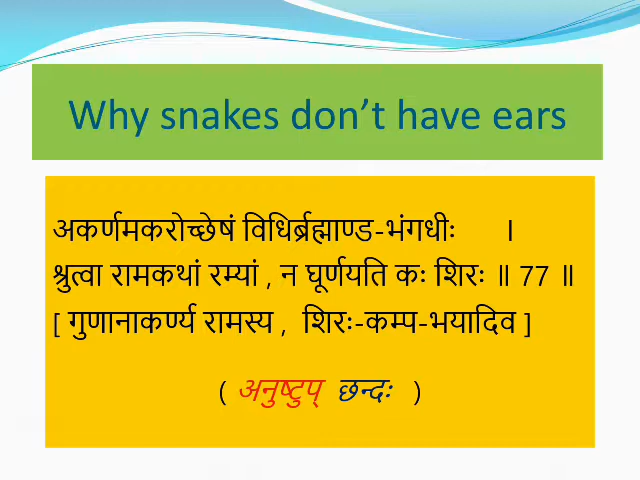 Why snakes don’t have ears
अकर्णमकरोच्छेषं विधिर्ब्रह्माण्ड-भंगधीः ।
श्रुत्वा रामकथां रम्यां , न घूर्णयति कः शिरः ॥ 77 ॥
[ गुणानाकर्ण्य रामस्य , शिरः-कम्प-भयादिव ]
( अनुष्टुप् छन्दः )